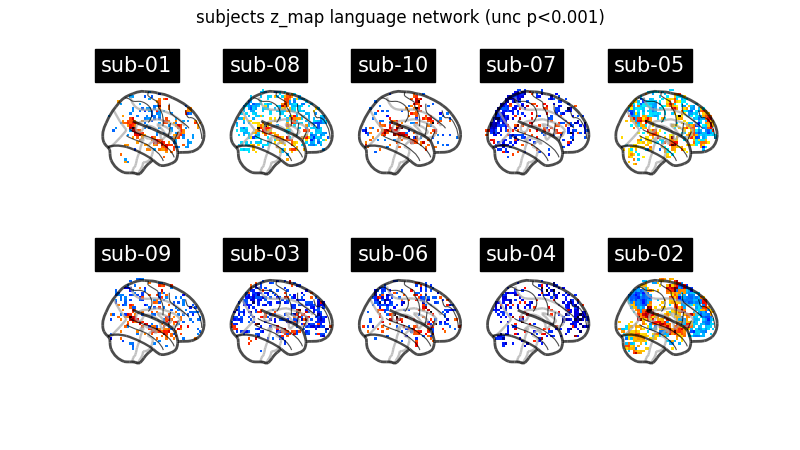 subjects z_map language network (unc p<0.001)
sub-01
sub-08
sub-10
sub-07
sub-05
sub-09
sub-03
sub-06
sub-04
sub-02